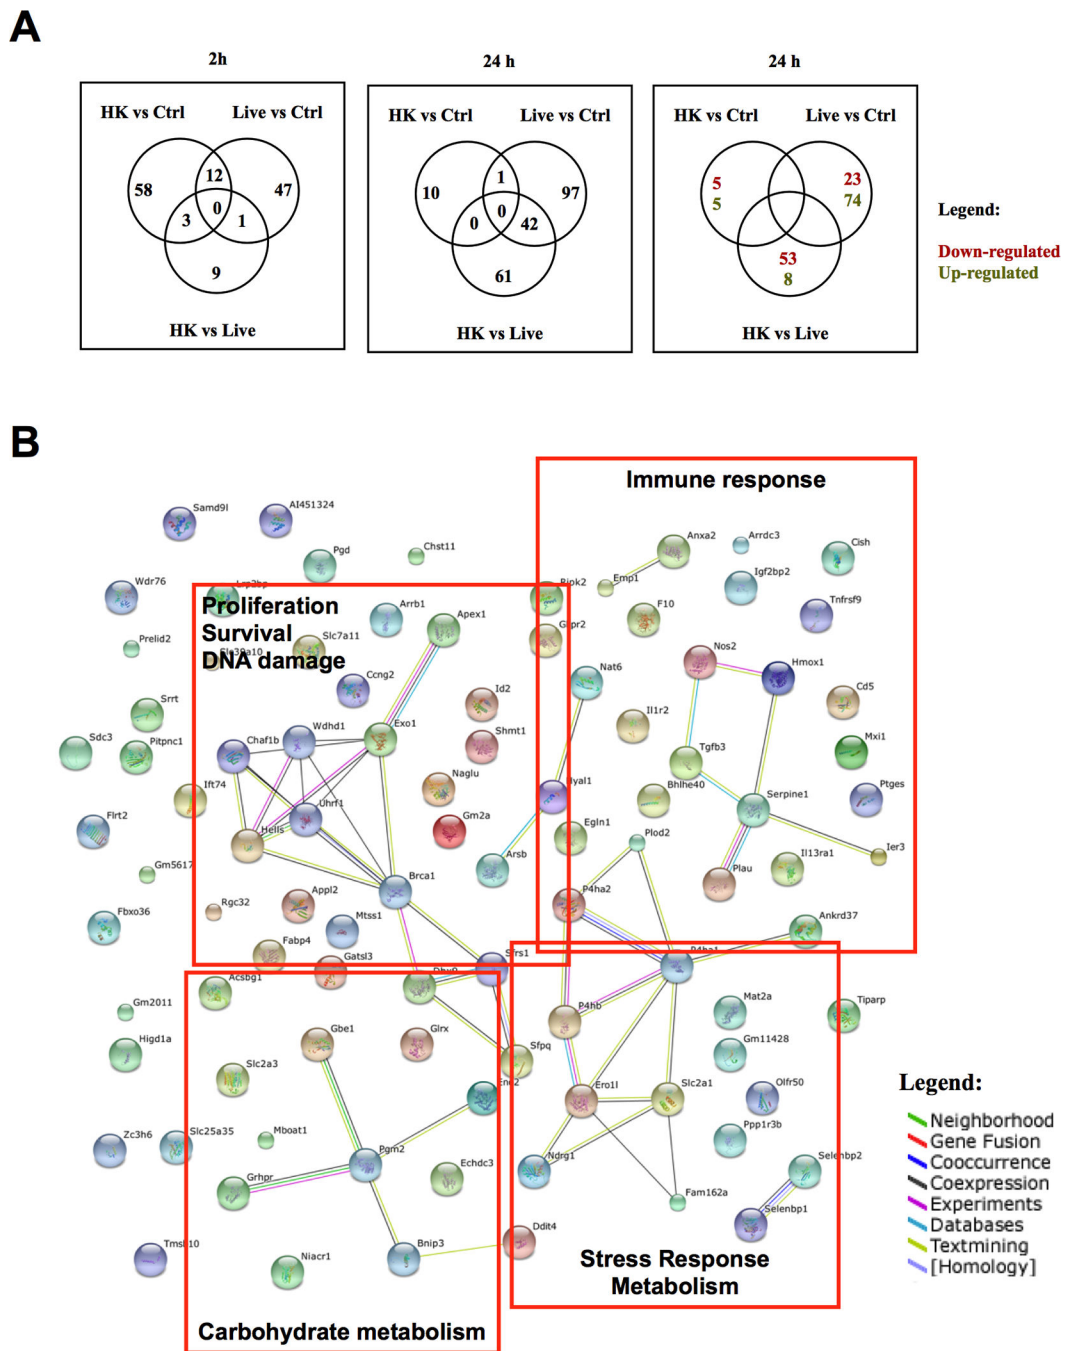 A
2h
24 h
24 h
HK vs Ctrl
Live vs Ctrl
58
12
47
0
3
1
9
HK vs Live
HK vs Ctrl
Live vs Ctrl
10
1
97
0
0
42
61
HK vs Live
HK vs Ctrl
Live vs Ctrl
5
5
23
74
53
8
HK vs Live
Legend:
Down-regulated
Up-regulated
B
Immune response
Samd9l
AI451324
Pgd
Chst11
Anxa2
Arrdc3
Cish
Wdr76
Emp1
Igf2bp2
Tnfrsf9
Ripk2
F10
Proliferation
Survival
DNA damage
Arrb1
Apex1
Prelid2
Slc7a11
Ccng2
Nat6
Nos2
Hmox1
Cd5
Srrt
Id2
Il1r2
Sdc3
Pitpnc1
Chaf1b
Wdhd1
Exo1
Shmt1
Tgfb3
Mxi1
Ift74
Naglu
Bhlhe40
Serpine1
Ptges
Flrt2
Uhrf1
Gm2a
Egln1
Hells
Plod2
Ier3
Gm5617
Arsb
Il13ra1
Plau
Brca1
Rgc32
Appl2
P4ha2
Fbxo36
Mtss1
Ankrd37
Fabp4
Gatsl3
P4ha1
Acsbg1
Gm2011
Mat2a
Tiparp
P4hb
Higd1a
Gbe1
Glrx
Gm11428
Sfpq
Slc2a3
Ero1l
Slc2a1
Olfr50
Zc3h6
Slc25a35
Mboat1
Ppp1r3b
Pgm2
Echdc3
Ndrg1
Selenbp2
Grhpr
Fam162a
Selenbp1
Ddit4
Bnip3
Niacr1
Stress Response
Metabolism
Carbohydrate metabolism
Legend:
Neighborhood
Gene Fusion
Cooccurrence
Coexpression
Experiments
Databases
Textmining
[Homology]